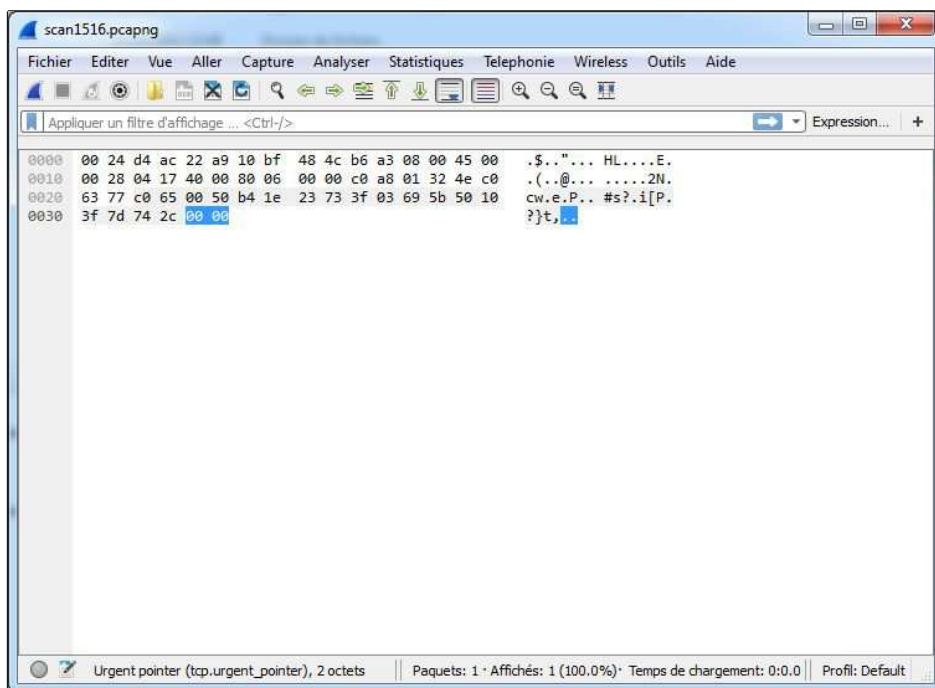 scan1516.pcapng
Fichier Editer Vue Aller Capture Analyser Statistiques Telephonie Wireless Outils Aide
Appliquer un filtre d'affichage ... <Ctrl-/> Expression... +
0000 00 24 d4 ac 22 a9 10 bf 48 4c b6 a3 08 00 45 00 .$.."... HL....E.
0010 00 28 04 17 40 00 80 06 00 00 c0 a8 01 32 4e c0 .(..@... .....2N.
0020 63 77 c0 65 00 50 b4 1e 23 73 3f 03 69 5b 50 10 cw.e.P.. #s?.i[P.
0030 3f 7d 74 2c 00 00 ?}t,..
Urgent pointer (tcp.urgent_pointer), 2 octets Paquets: 1 · Affichés: 1 (100.0%)· Temps de chargement: 0:0.0 Profil: Default